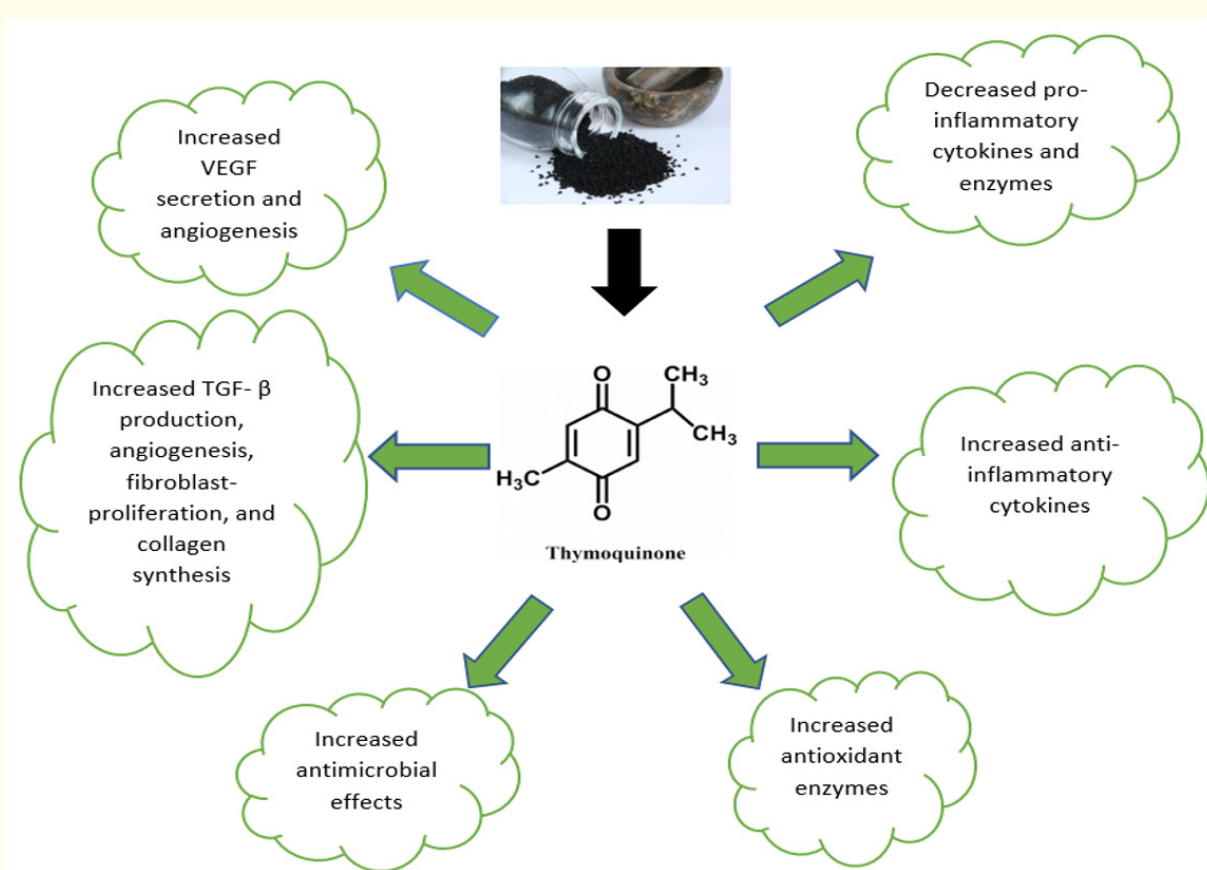 Increased
VEGF
secretion and
angiogenesis
Decreased pro-
inflammatory
cytokines and
enzymes
Increased TGF- β
production,
angiogenesis,
fibroblast-
proliferation, and
collagen
synthesis
O
CH3
CH3
H3C
O
Thymoquinone
Increased anti-
inflammatory
cytokines
Increased
antimicrobial
effects
Increased
antioxidant
enzymes